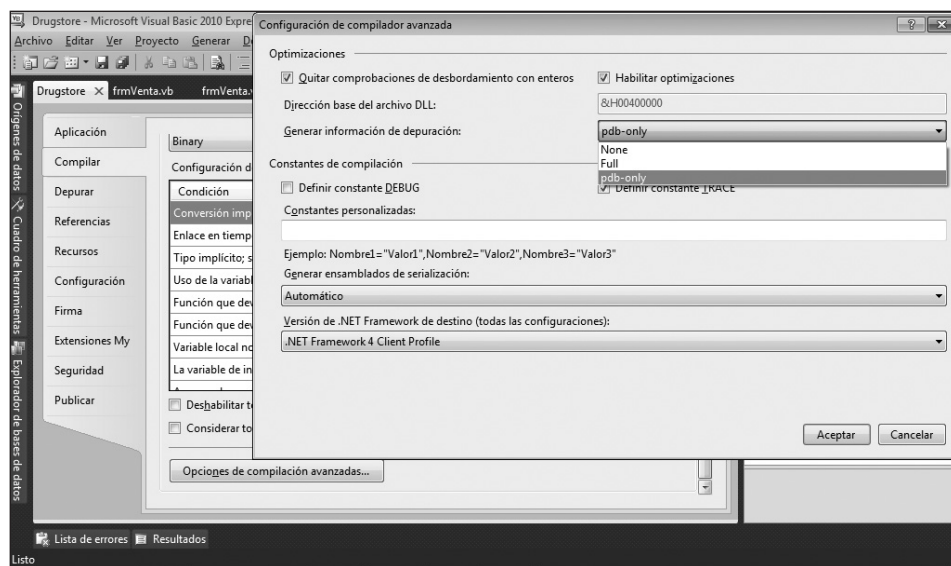 Drugstore - Microsoft Visual Basic 2010 Expre
Archivo Editar Ver Proyecto Generar
Drugstore frmVenta.vb frmVenta.
Orígenes de datos
Cuadro de herramientas
Explorador de bases de datos
Aplicación
Compilar
Depurar
Referencias
Recursos
Configuración
Firma
Extensiones My
Seguridad
Publicar
Binary
Configuración d
Condición
Conversión imp
Enlace en tiemp
Tipo implícito; s
Uso de la variabl
Función que dev
Función que dev
Variable local no
La variable de in
Deshabilitar t
Considerar to
Opciones de compilación avanzadas...
Configuración de compilador avanzada
Optimizaciones
Quitar comprobaciones de desbordamiento con enteros Habilitar optimizaciones
Dirección base del archivo DLL: &H00400000
Generar información de depuración: pdb-only
None
Full
pdb-only
Constantes de compilación
Definir constante DEBUG Definir constante TRACE
Constantes personalizadas:
Ejemplo: Nombre1="Valor1",Nombre2="Valor2",Nombre3="Valor3"
Generar ensamblados de serialización:
Automático
Versión de .NET Framework de destino (todas las configuraciones):
.NET Framework 4 Client Profile
Aceptar Cancelar
Lista de errores Resultados
Listo